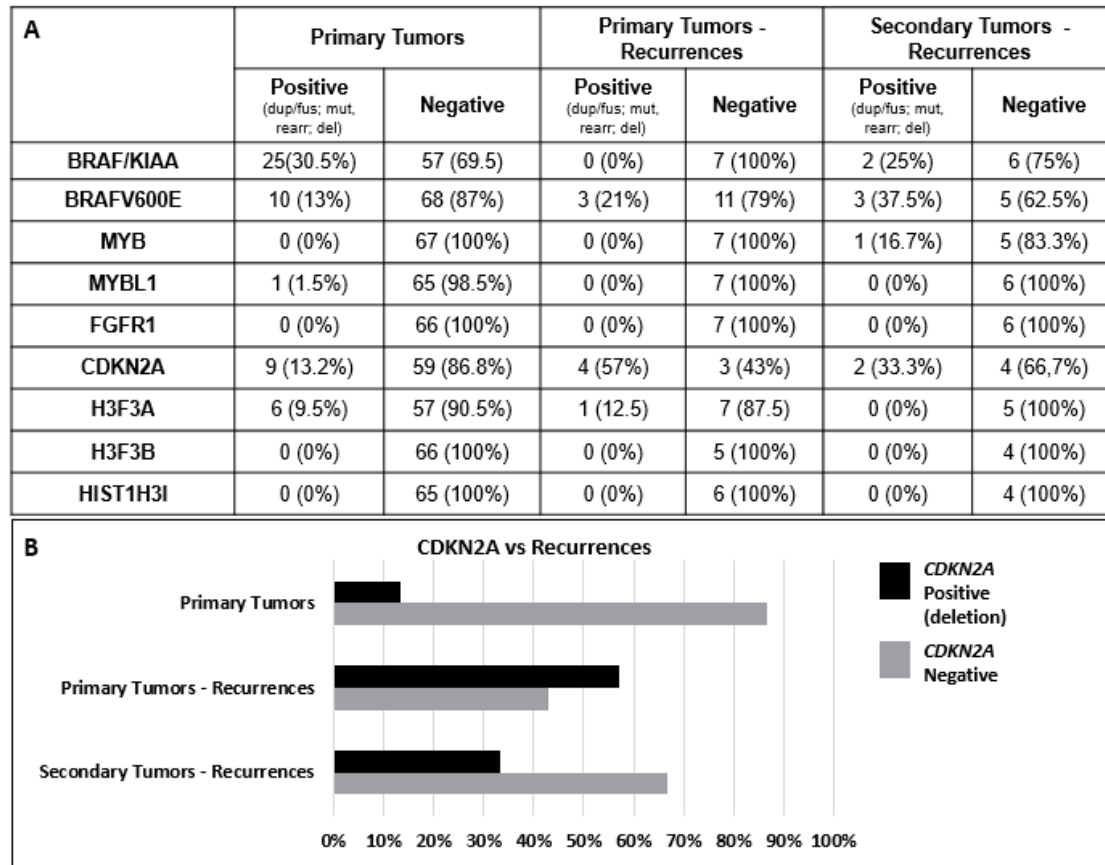 A
Primary Tumors
Primary Tumors -
Recurrences
Secondary Tumors -
Recurrences
Positive
(dup/fus; mut,
rearr; del)
Negative
Positive
(dup/fus; mut,
rearr; del)
Negative
Positive
(dup/fus; mut,
rearr; del)
Negative
BRAF/KIAA 25(30.5%) 57 (69.5) 0 (0%) 7 (100%) 2 (25%) 6 (75%)
BRAFV600E 10 (13%) 68 (87%) 3 (21%) 11 (79%) 3 (37.5%) 5 (62.5%)
MYB 0 (0%) 67 (100%) 0 (0%) 7 (100%) 1 (16.7%) 5 (83.3%)
MYBL1 1 (1.5%) 65 (98.5%) 0 (0%) 7 (100%) 0 (0%) 6 (100%)
FGFR1 0 (0%) 66 (100%) 0 (0%) 7 (100%) 0 (0%) 6 (100%)
CDKN2A 9 (13.2%) 59 (86.8%) 4 (57%) 3 (43%) 2 (33.3%) 4 (66,7%)
H3F3A 6 (9.5%) 57 (90.5%) 1 (12.5) 7 (87.5) 0 (0%) 5 (100%)
H3F3B 0 (0%) 66 (100%) 0 (0%) 5 (100%) 0 (0%) 4 (100%)
HIST1H3I 0 (0%) 65 (100%) 0 (0%) 6 (100%) 0 (0%) 4 (100%)
B
CDKN2A vs Recurrences
Primary Tumors
Primary Tumors - Recurrences
Secondary Tumors - Recurrences
0% 10% 20% 30% 40% 50% 60% 70% 80% 90% 100%
CDKN2A
Positive
(deletion)
CDKN2A
Negative